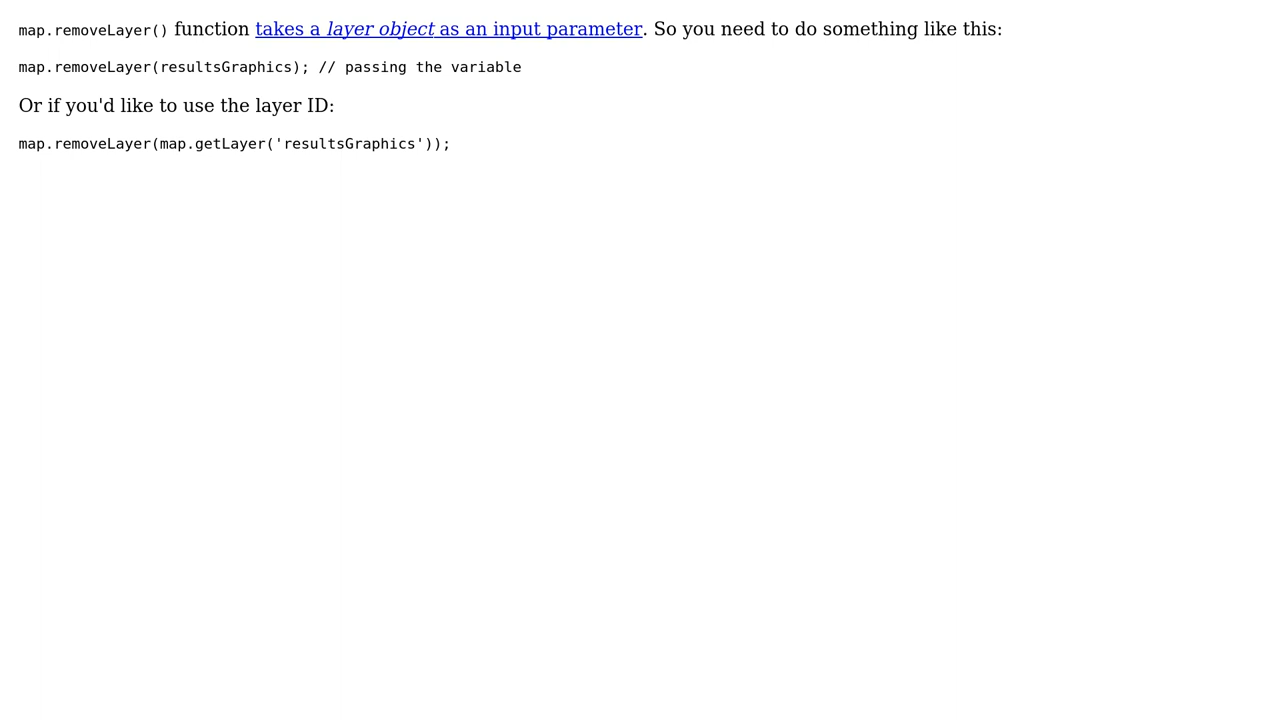 map.removeLayer() function takes a layer object as an input parameter. So you need to do something like this:
map.removeLayer(resultsGraphics); // passing the variable
Or if you'd like to use the layer ID:
map.removeLayer(map.getLayer('resultsGraphics'));